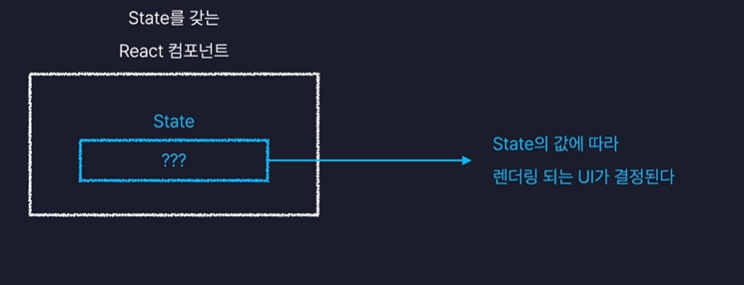 State를 갖는
React 컴포넌트
State
???
State의 값에 따라
렌더링 되는 UI가 결정된다